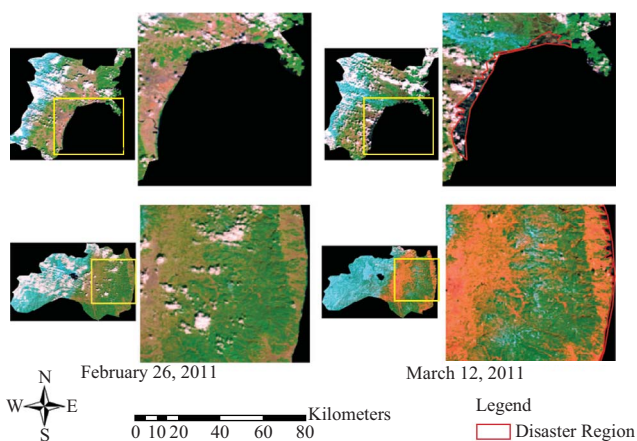 February 26, 2011
March 12, 2011
N
W E
S
Kilometers
0 10 20 40 60 80
Legend
Disaster Region